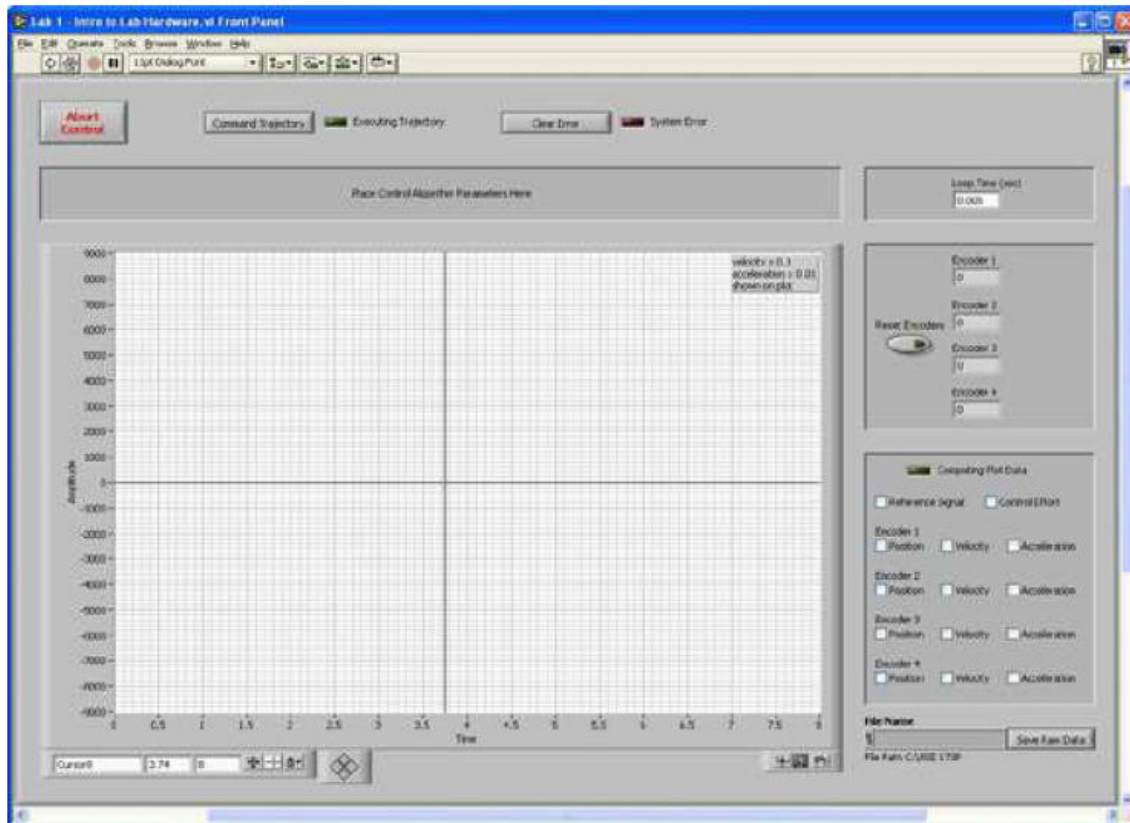 Lab 1 - Intro to Lab Hardware.vi Front Panel
File Edit Operate Tools Browse Window Help
13pt Dialog Font
Abort
Control
Command Trajectory
Executing Trajectory
Clear Error
System Error
Place Control Algorithm Parameters Here
Loop Time (sec)
velocity x 0.1
acceleration x 0.01
shown on plot
Amplitude
9000
8000
7000
6000
5000
4000
3000
2000
1000
0
-1000
-2000
-3000
-4000
-5000
-6000
-7000
-8000
-9000
0 0.5 1 1.5 2 2.5 3 3.5 4 4.5 5 5.5 6 6.5 7 7.5 8
Time
Cursor 0
3.74
0
Reset Encoders
Encoder 1
0
Encoder 2
0
Encoder 3
0
Encoder 4
0
Computing Plot Data
Reference Signal Control Effort
Encoder 1
Position Velocity Acceleration
Encoder 2
Position Velocity Acceleration
Encoder 3
Position Velocity Acceleration
Encoder 4
Position Velocity Acceleration
File Name
Save Raw Data
File Path: